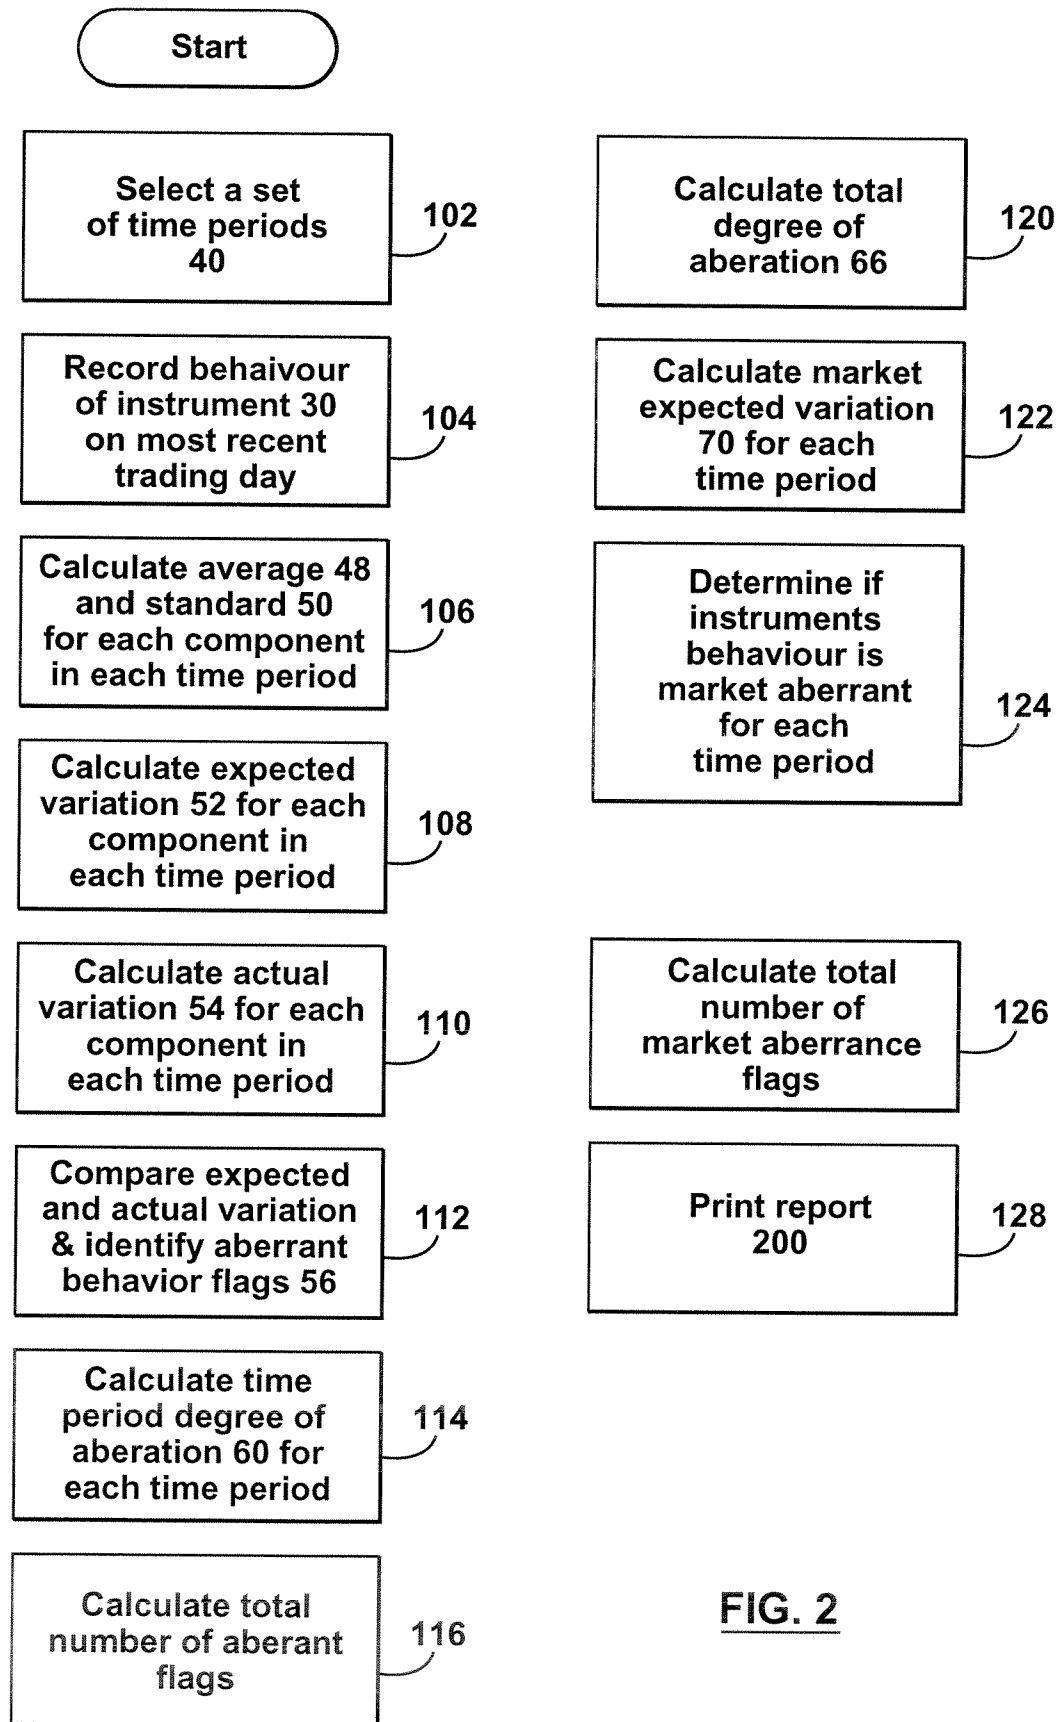 Start
Select a set
of time periods
40
102
Record behaivour
of instrument 30
on most recent
trading day
104
Calculate average 48
and standard 50
for each component
in each time period
106
Calculate expected
variation 52 for each
component in
each time period
108
Calculate actual
variation 54 for each
component in
each time period
110
Compare expected
and actual variation
& identify aberrant
behavior flags 56
112
Calculate time
period degree of
aberation 60 for
each time period
114
Calculate total
number of aberant
flags
116
Calculate total
degree of
aberation 66
120
Calculate market
expected variation
70 for each
time period
122
Determine if
instruments
behaviour is
market aberrant
for each
time period
124
Calculate total
number of
market aberrance
flags
126
Print report
200
128
FIG. 2